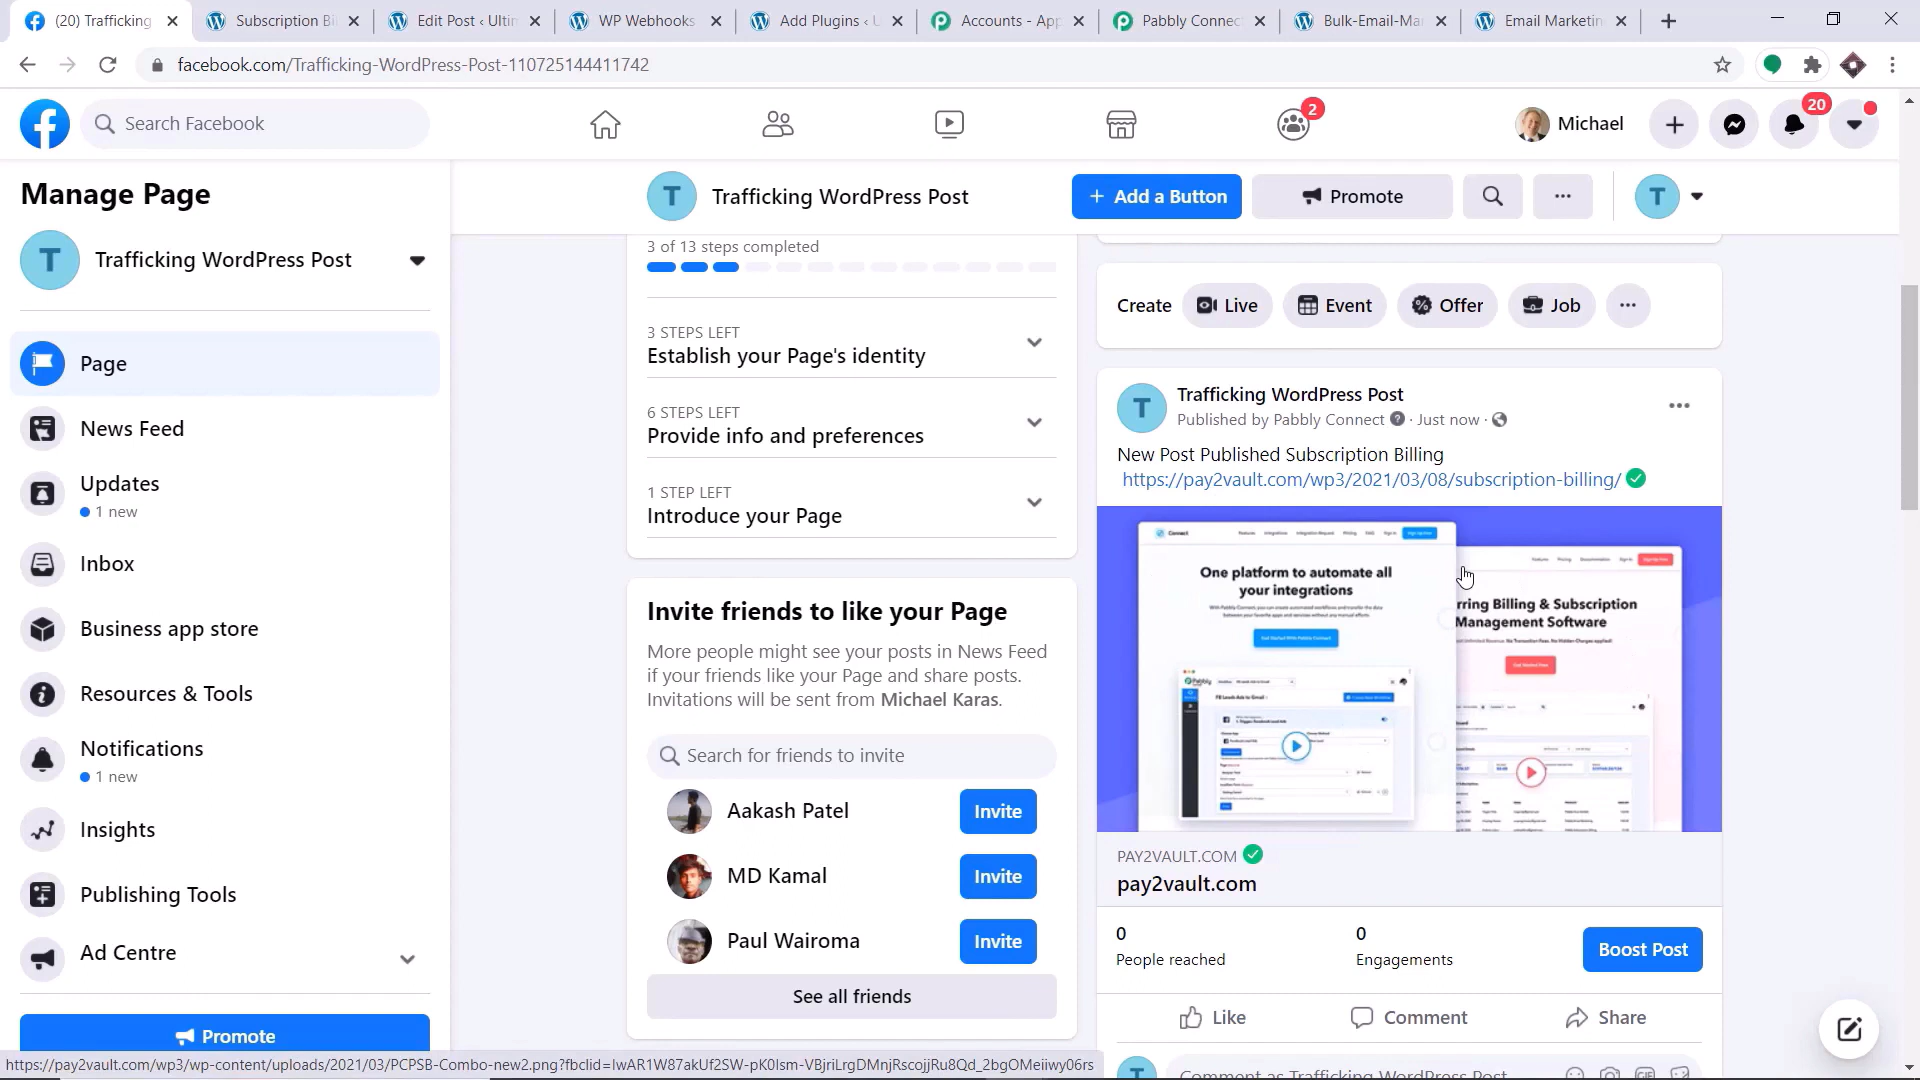 (20) Trafficking
Subscription Bi
Edit Post ‹ Ultim
WP Webhooks
Add Plugins ‹ U
Accounts - App
Pabbly Connect
Bulk-Email-Ma
Email Marketin
facebook.com/Trafficking-WordPress-Post-110725144411742
Search Facebook
2
Michael
20
Manage Page
T Trafficking WordPress Post
Page
News Feed
Updates
1 new
Inbox
Business app store
Resources & Tools
Notifications
1 new
Insights
Publishing Tools
Ad Centre
Promote
T Trafficking WordPress Post
+ Add a Button
Promote
T
3 of 13 steps completed
3 STEPS LEFT
Establish your Page's identity
6 STEPS LEFT
Provide info and preferences
1 STEP LEFT
Introduce your Page
Invite friends to like your Page
More people might see your posts in News Feed
if your friends like your Page and share posts.
Invitations will be sent from Michael Karas.
Search for friends to invite
Aakash Patel Invite
MD Kamal Invite
Paul Wairoma Invite
See all friends
Create Live Event Offer Job
T Trafficking WordPress Post
Published by Pabbly Connect · Just now ·
New Post Published Subscription Billing
https://pay2vault.com/wp3/2021/03/08/subscription-billing/
Connect
One platform to automate all
your integrations
rring Billing & Subscription
Management Software
Pabbly
PAY2VAULT.COM
pay2vault.com
0
People reached
0
Engagements
Boost Post
Like Comment Share
T Comment as Trafficking WordPress Post
https://pay2vault.com/wp3/wp-content/uploads/2021/03/PCPSB-Combo-new2.png?fbclid=IwAR1W87akUf2SW-pK0lsm-VBjriLrgDMnjRscojjRu8Qd_2bgOMeiiwy06rs